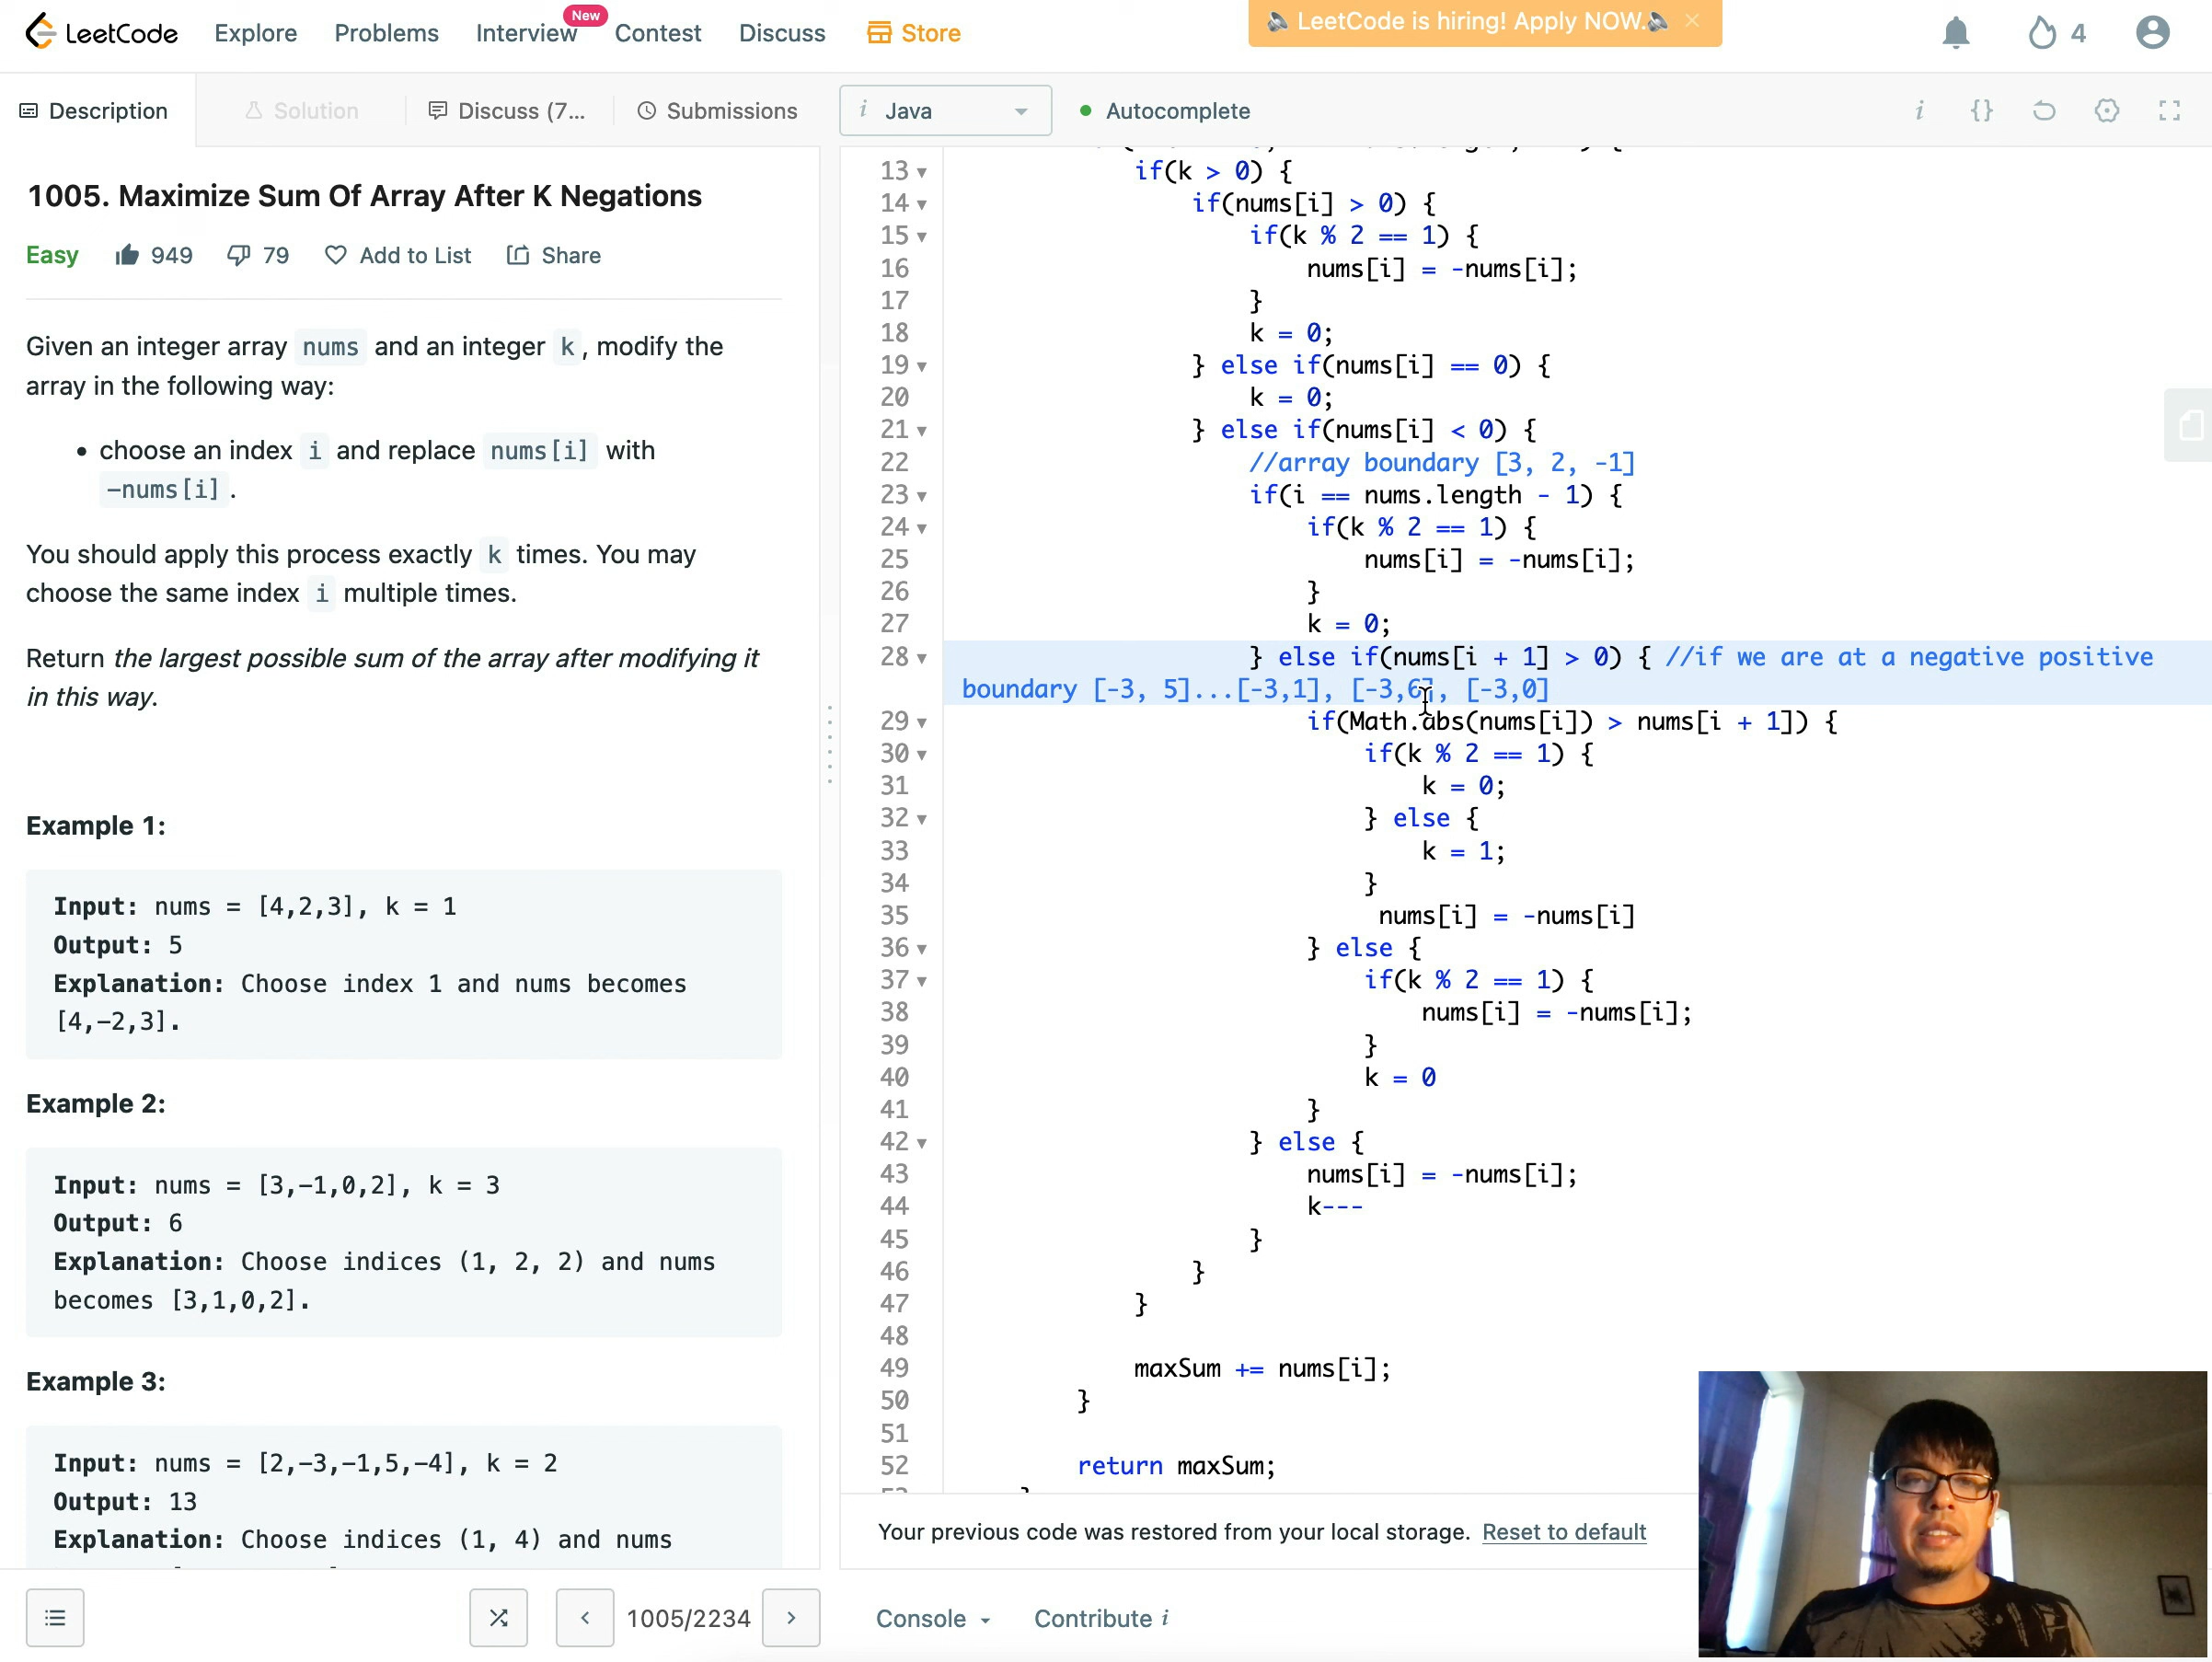 LeetCode Explore Problems Interview New Contest Discuss Store LeetCode is hiring! Apply NOW. × 4
Description Solution Discuss (7... Submissions
i Java Autocomplete i {}
1005. Maximize Sum Of Array After K Negations
Easy 949 79 Add to List Share
Given an integer array nums and an integer k, modify the
array in the following way:
• choose an index i and replace nums[i] with
-nums[i].
You should apply this process exactly k times. You may
choose the same index i multiple times.
Return the largest possible sum of the array after modifying it
in this way.
Example 1:
Input: nums = [4,2,3], k = 1
Output: 5
Explanation: Choose index 1 and nums becomes
[4,-2,3].
Example 2:
Input: nums = [3,-1,0,2], k = 3
Output: 6
Explanation: Choose indices (1, 2, 2) and nums
becomes [3,1,0,2].
Example 3:
Input: nums = [2,-3,-1,5,-4], k = 2
Output: 13
Explanation: Choose indices (1, 4) and nums
1005/2234
13 if(k > 0) {
14 if(nums[i] > 0) {
15 if(k % 2 == 1) {
16 nums[i] = -nums[i];
17 }
18 k = 0;
19 } else if(nums[i] == 0) {
20 k = 0;
21 } else if(nums[i] < 0) {
22 //array boundary [3, 2, -1]
23 if(i == nums.length - 1) {
24 if(k % 2 == 1) {
25 nums[i] = -nums[i];
26 }
27 k = 0;
28 } else if(nums[i + 1] > 0) { //if we are at a negative positive
boundary [-3, 5]...[-3,1], [-3,6], [-3,0]
29 if(Math.abs(nums[i]) > nums[i + 1]) {
30 if(k % 2 == 1) {
31 k = 0;
32 } else {
33 k = 1;
34 }
35 nums[i] = -nums[i]
36 } else {
37 if(k % 2 == 1) {
38 nums[i] = -nums[i];
39 }
40 k = 0
41 }
42 } else {
43 nums[i] = -nums[i];
44 k---
45 }
46 }
47 }
48
49 maxSum += nums[i];
50 }
51
52 return maxSum;
Your previous code was restored from your local storage. Reset to default
Console Contribute i